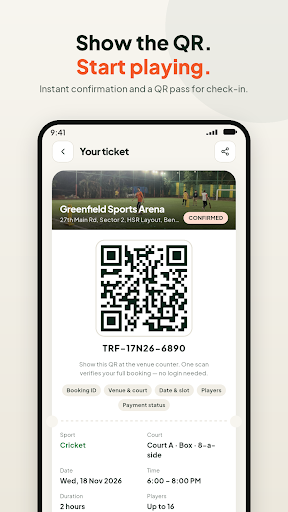 Show the QR.
Start playing.
Instant confirmation and a QR pass for check-in.
9:41
Your ticket
Greenfield Sports Arena
27th Main Rd, Sector 2, HSR Layout, Ben...
CONFIRMED
TRF-17N26-6890
Show this QR at the venue counter. One scan
verifies your full booking — no login needed.
Booking ID
Venue & court
Date & slot
Players
Payment status
Sport
Court
Cricket
Court A · Box · 8-a-
side
Date
Time
Wed, 18 Nov 2026
6:00 – 8:00 PM
Duration
Players
2 hours
Up to 16